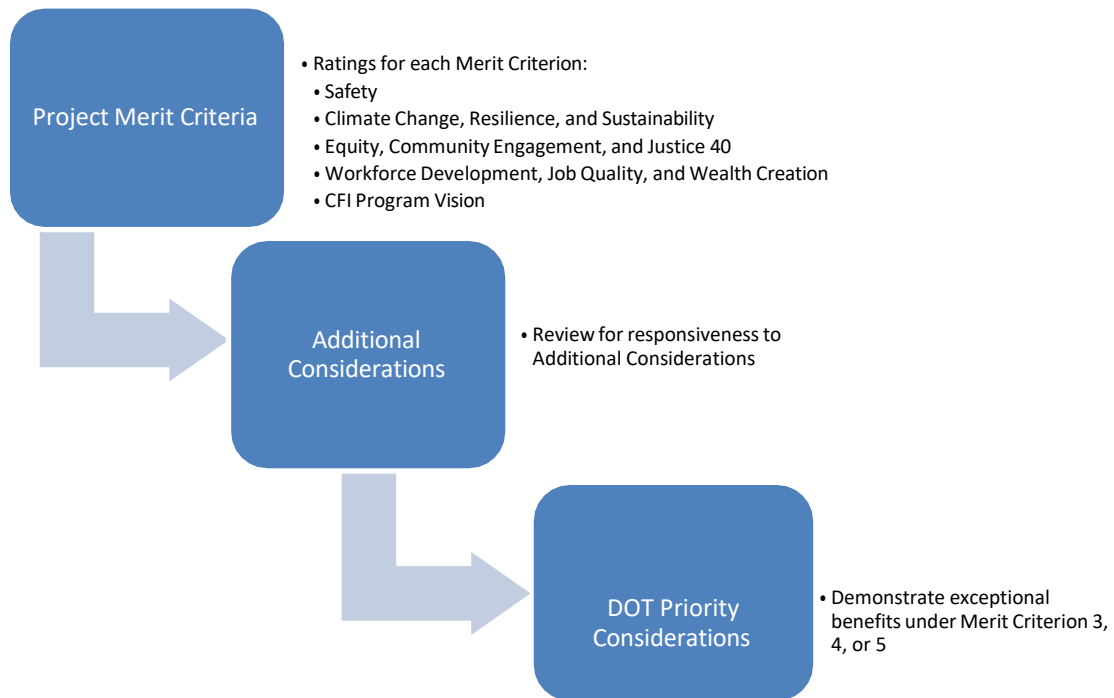 Project Merit Criteria
• Ratings for each Merit Criterion:
• Safety
• Climate Change, Resilience, and Sustainability
• Equity, Community Engagement, and Justice 40
• Workforce Development, Job Quality, and Wealth Creation
• CFI Program Vision
Additional
Considerations
• Review for responsiveness to
Additional Considerations
DOT Priority
Considerations
• Demonstrate exceptional
benefits under Merit Criterion 3,
4, or 5